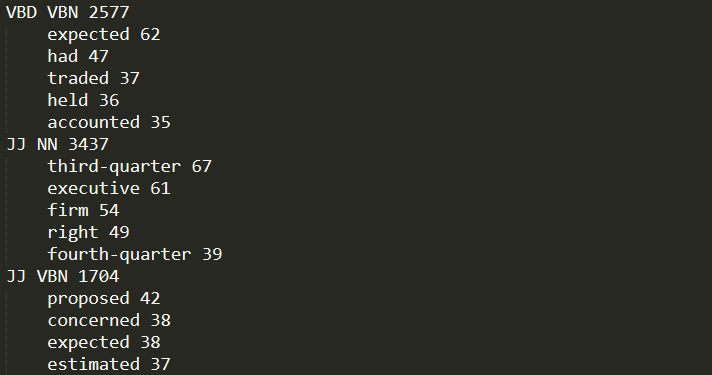 VBD VBN 2577
expected 62
had 47
traded 37
held 36
accounted 35
JJ NN 3437
third-quarter 67
executive 61
firm 54
right 49
fourth-quarter 39
JJ VBN 1704
proposed 42
concerned 38
expected 38
estimated 37